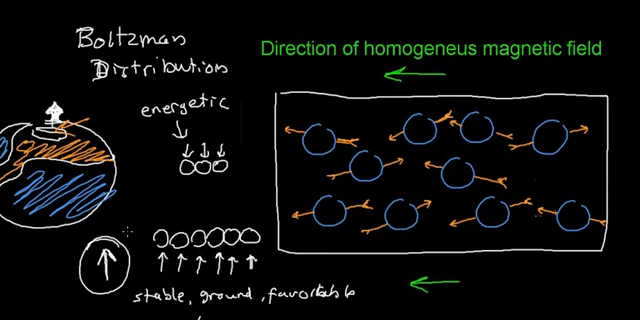 Boltzman
Distribution
Direction of homogeneus magnetic field
energetic
stable, ground, favorable